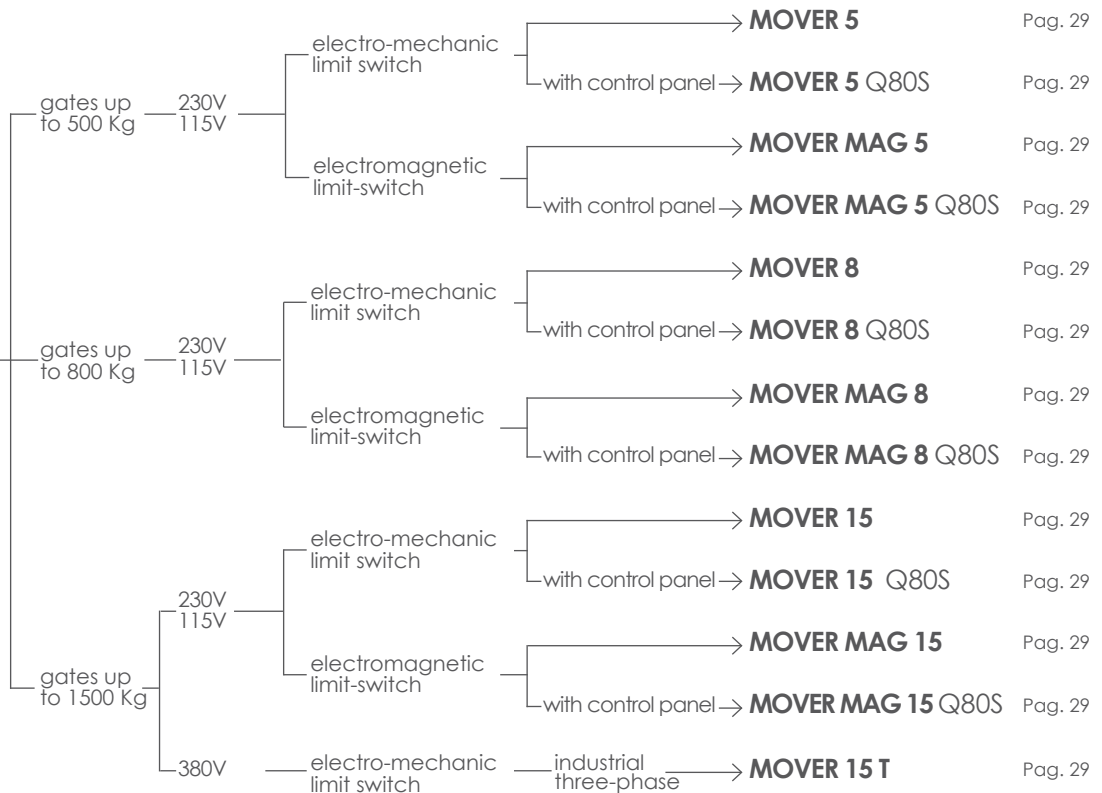 MOVER 5 Pag. 29
electro-mechanic
limit switch
with control panel MOVER 5 Q80S Pag. 29
gates up
to 500 Kg
230V
115V
MOVER MAG 5 Pag. 29
electromagnetic
limit-switch
with control panel MOVER MAG 5 Q80S Pag. 29
MOVER 8 Pag. 29
electro-mechanic
limit switch
with control panel MOVER 8 Q80S Pag. 29
gates up
to 800 Kg
230V
115V
MOVER MAG 8 Pag. 29
electromagnetic
limit-switch
with control panel MOVER MAG 8 Q80S Pag. 29
MOVER 15 Pag. 29
electro-mechanic
limit switch
with control panel MOVER 15 Q80S Pag. 29
230V
115V
MOVER MAG 15 Pag. 29
electromagnetic
limit-switch
gates up
to 1500 Kg
with control panel MOVER MAG 15 Q80S Pag. 29
380V
electro-mechanic
limit switch
industrial
three-phase
MOVER 15 T Pag. 29